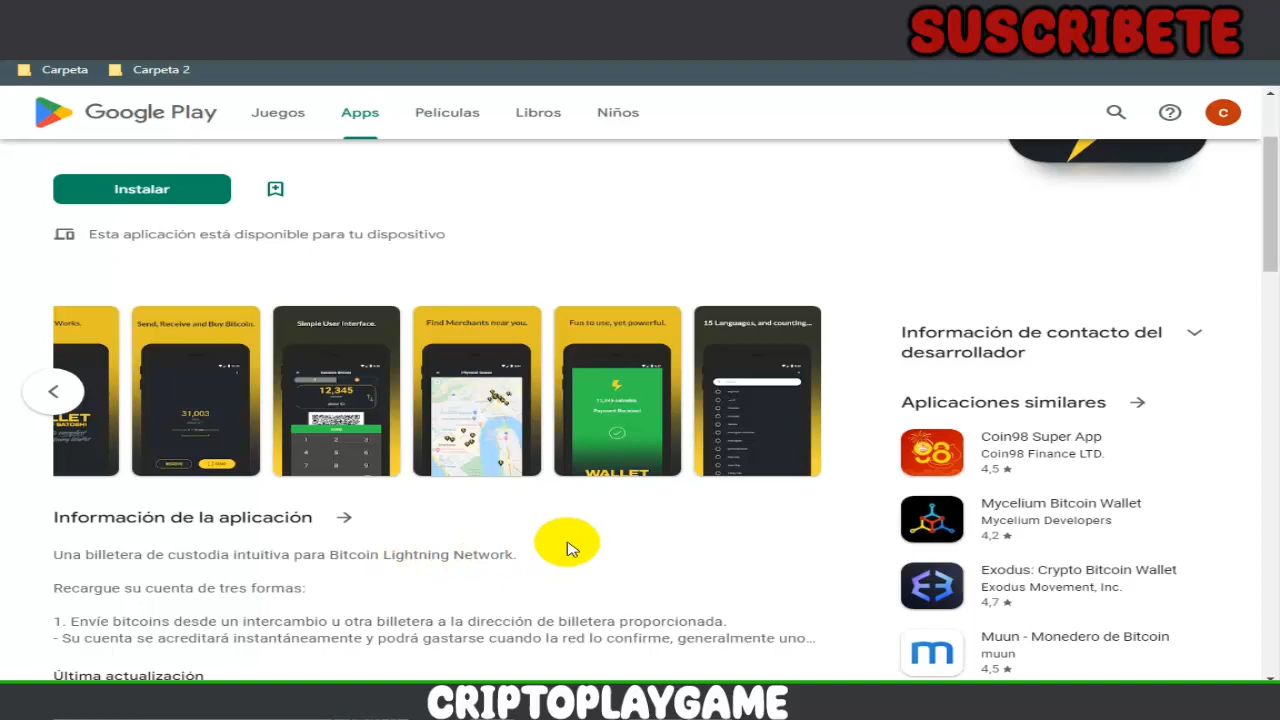 SUSCRIBETE
Carpeta
Carpeta 2
Google Play
Juegos
Apps
Películas
Libros
Niños
C
Instalar
Esta aplicación está disponible para tu dispositivo
Works.
Send, Receive and Buy Bitcoin.
Simple User Interface.
Find Merchants near you.
Fun to use, yet powerful.
15 Languages, and counting...
31,003
12,345
WALLET
Información de contacto del
desarrollador
Aplicaciones similares
Coin98 Super App
Coin98 Finance LTD.
4,5 ★
Mycelium Bitcoin Wallet
Mycelium Developers
4,2 ★
Exodus: Crypto Bitcoin Wallet
Exodus Movement, Inc.
4,7 ★
Muun - Monedero de Bitcoin
muun
4,5 ★
Información de la aplicación
Una billetera de custodia intuitiva para Bitcoin Lightning Network.
Recargue su cuenta de tres formas:
1. Envíe bitcoins desde un intercambio u otra billetera a la dirección de billetera proporcionada.
- Su cuenta se acreditará instantáneamente y podrá gastarse cuando la red lo confirme, generalmente uno...
Última actualización
CRIPTOPLAYGAME